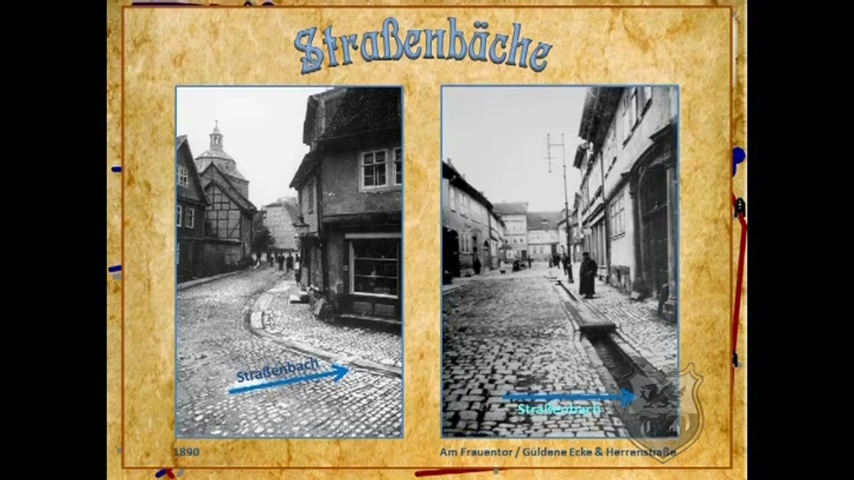 Straßenbäche
Straßenbach
Straßenbach
1890
Am Frauentor / Güldene Ecke & Herrenstraße